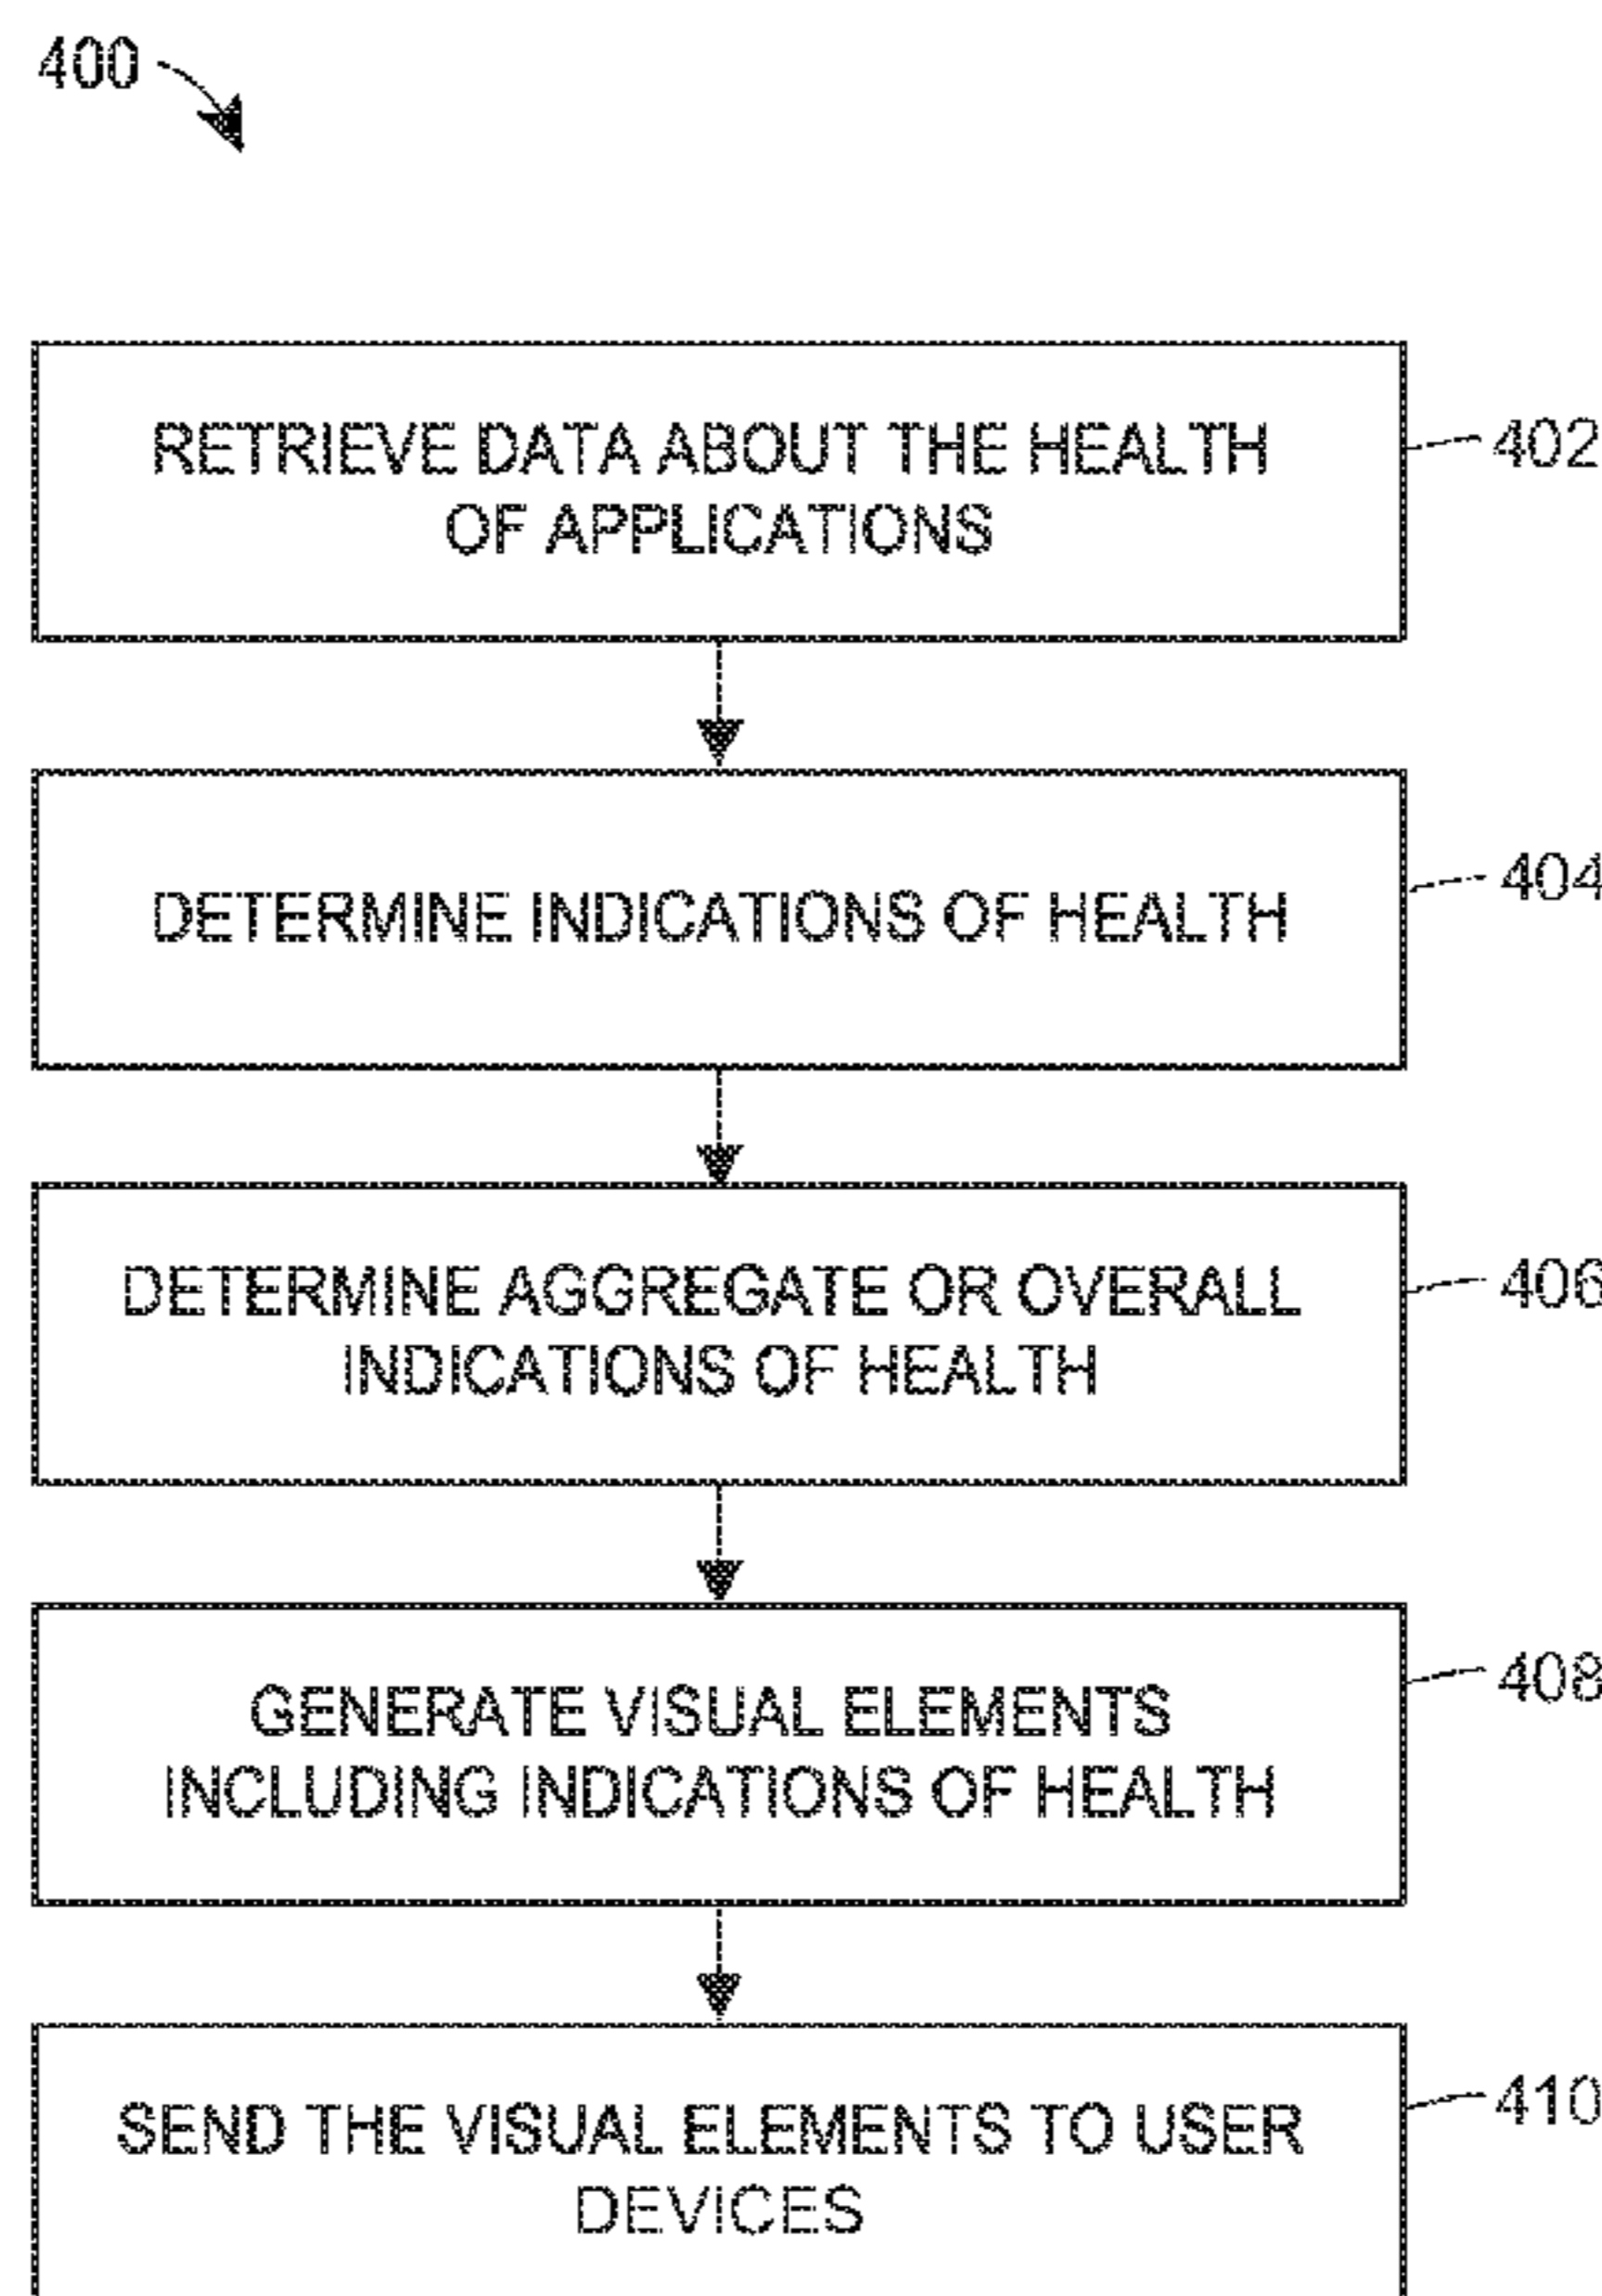 400
RETRIEVE DATA ABOUT THE HEALTH
OF APPLICATIONS
402
DETERMINE INDICATIONS OF HEALTH
404
DETERMINE AGGREGATE OR OVERALL
INDICATIONS OF HEALTH
406
GENERATE VISUAL ELEMENTS
INCLUDING INDICATIONS OF HEALTH
408
SEND THE VISUAL ELEMENTS TO USER
DEVICES
410